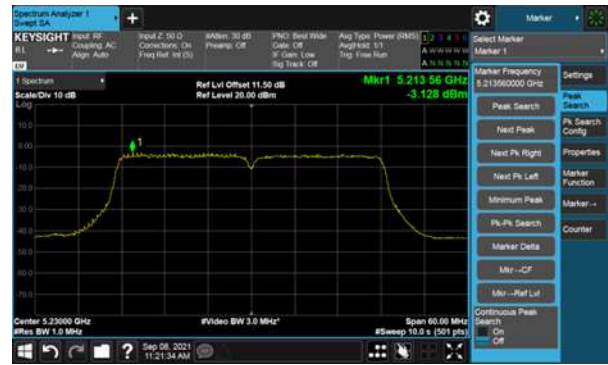 Spectrum Analyzer 1
Swept SA
Marker
KEYSIGHT
Input: RF
Coupling: AC
Align: Auto
Input Z: 50 Ω
Corrections: On
Freq Ref: Int (S)
#Atten: 30 dB
Preamp: Off
PNO: Best Wide
Gate: Off
IF Gain: Low
Sig Track: Off
Avg Type: Power (RMS)
Avg|Hold: 1/1
Trig: Free Run
1 2 3 4 5 6
A W W W W W
A N N N N N
Select Marker
Marker 1
1 Spectrum
Scale/Div 10 dB
Log
Ref Lvl Offset 11.50 dB
Ref Level 20.00 dBm
Mkr1 5.213 56 GHz
-3.128 dBm
10.0
0.00
-10.0
-20.0
-30.0
-40.0
-50.0
-60.0
-70.0
1
Center 5.23000 GHz
#Res BW 1.0 MHz
#Video BW 3.0 MHz*
Span 60.00 MHz
#Sweep 10.0 s (501 pts)
Marker Frequency
5.213560000 GHz
Peak Search
Next Peak
Next Pk Right
Next Pk Left
Minimum Peak
Pk-Pk Search
Marker Delta
Mkr→CF
Mkr→Ref Lvl
Continuous Peak
Search
On
Off
Settings
Peak
Search
Pk Search
Config
Properties
Marker
Function
Marker→
Counter
Sep 08, 2021
11:21:34 AM